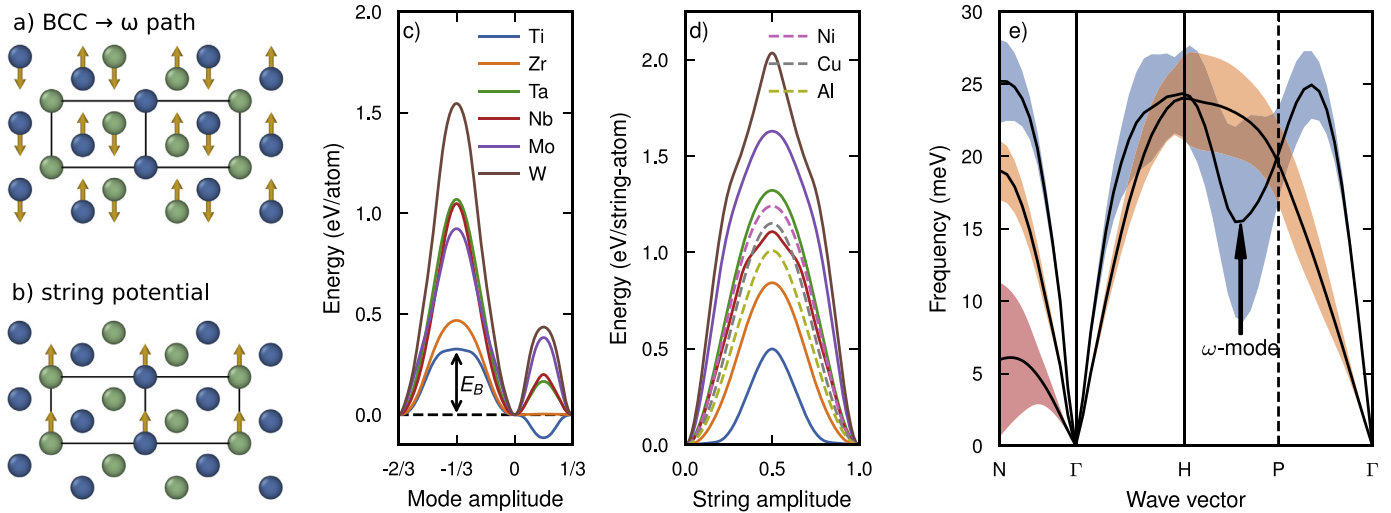 a) BCC → ω path
b) string potential
c)
Energy (eV/atom)
2.0
1.5
1.0
0.5
0.0
Ti
Zr
Ta
Nb
Mo
W
E_B
-2/3 -1/3 0 1/3
Mode amplitude
d)
Energy (eV/string-atom)
2.0
1.5
1.0
0.5
0.0
Ni
Cu
Al
0.0 0.5 1.0
String amplitude
e)
Frequency (meV)
30
25
20
15
10
5
0
ω-mode
N Γ H P Γ
Wave vector